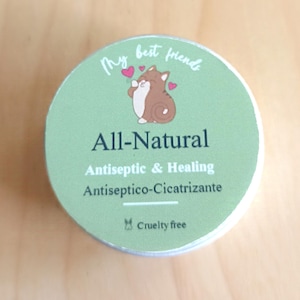 My best friends
All-Natural
Antiseptic & Healing
Antiseptico-Cicatrizante
Cruelty free